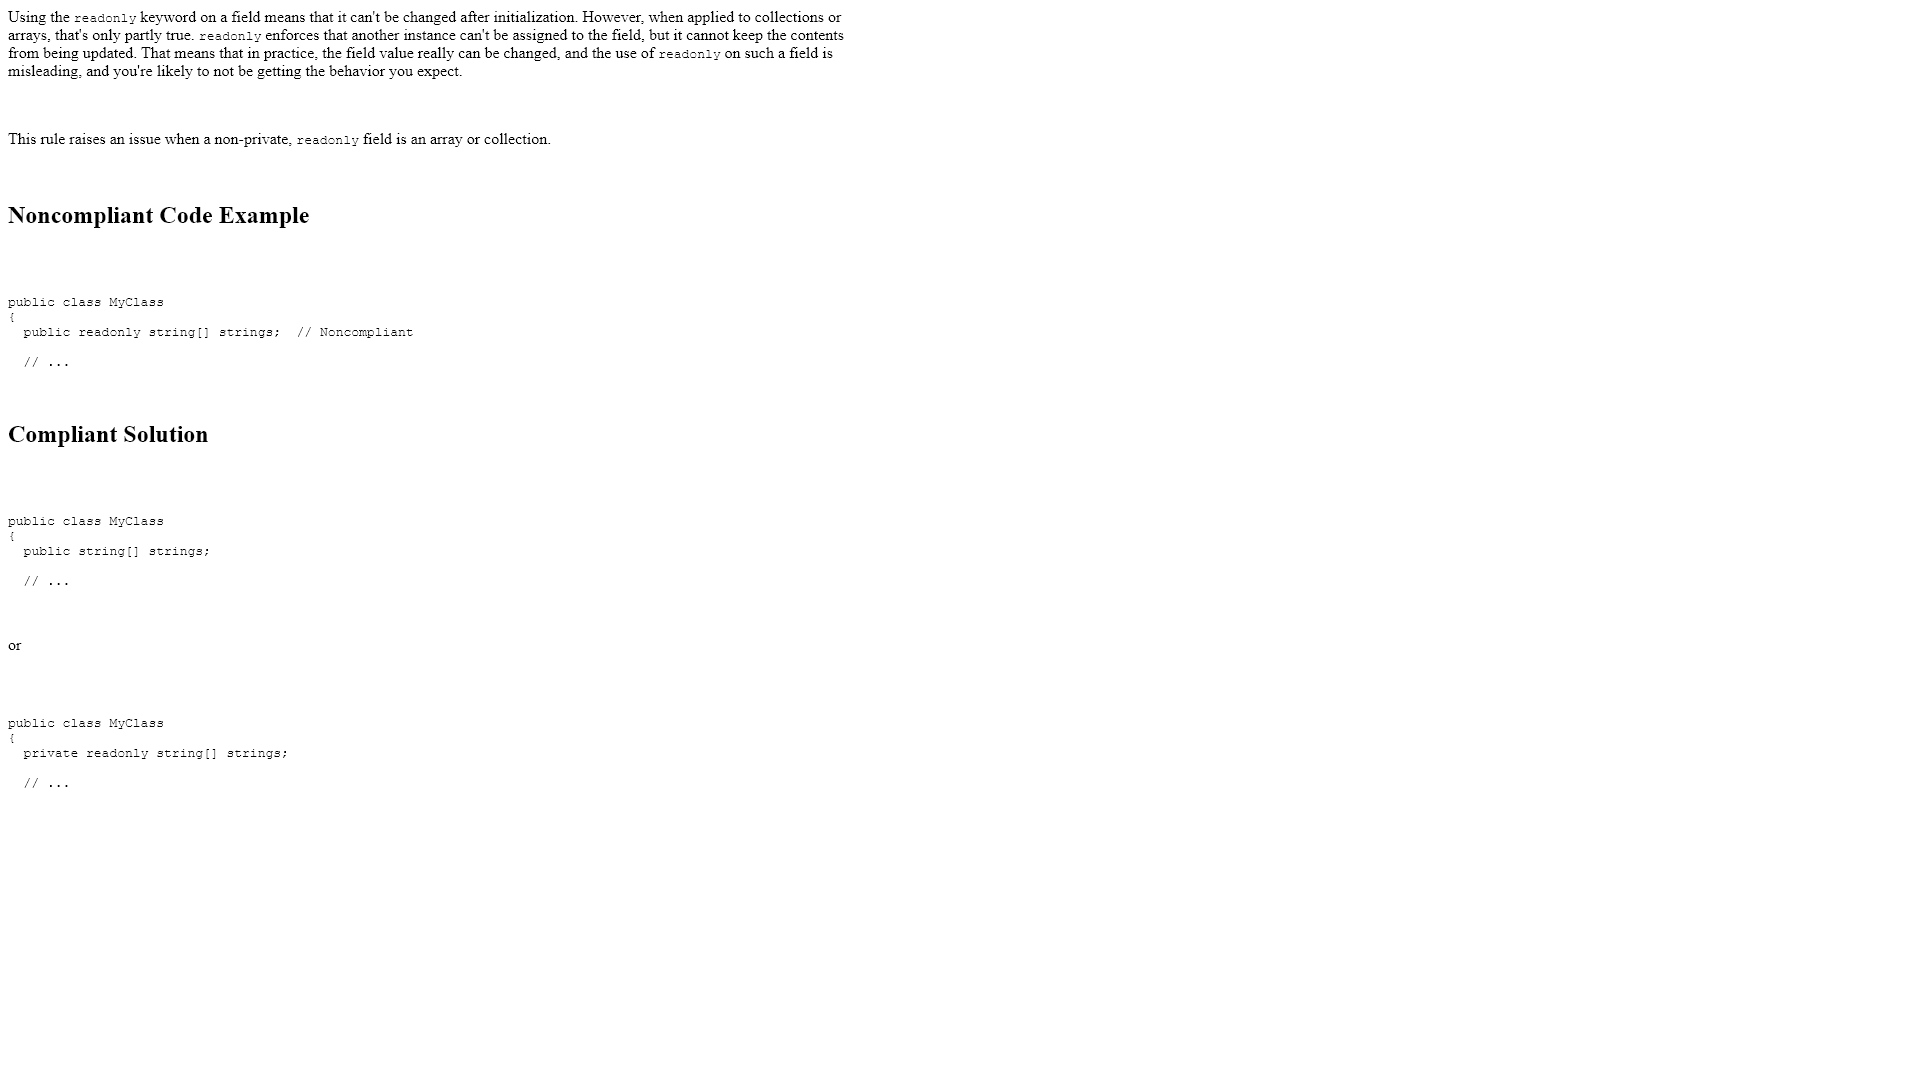 Using the readonly keyword on a field means that it can't be changed after initialization. However, when applied to collections or
arrays, that's only partly true. readonly enforces that another instance can't be assigned to the field, but it cannot keep the contents
from being updated. That means that in practice, the field value really can be changed, and the use of readonly on such a field is
misleading, and you're likely to not be getting the behavior you expect.
This rule raises an issue when a non-private, readonly field is an array or collection.
Noncompliant Code Example
public class MyClass
{
  public readonly string[] strings;  // Noncompliant
  // ...
Compliant Solution
public class MyClass
{
  public string[] strings;
  // ...
or
public class MyClass
{
  private readonly string[] strings;
  // ...